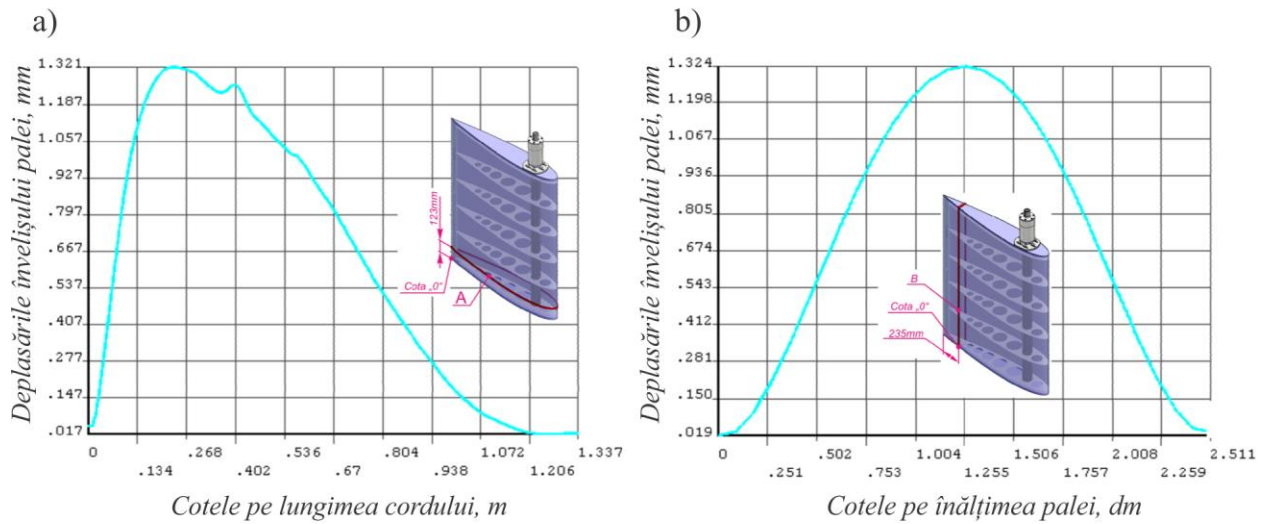 a)
Deplasările învelișului palei, mm
1.321
1.187
1.057
.927
.797
.667
.537
.407
.277
.147
.017
0 .268 .536 .804 1.072 1.337
.134 .402 .67 .938 1.206
123mm
Cota „0"
A
Cotele pe lungimea cordului, m
b)
Deplasările învelișului palei, mm
1.324
1.198
1.067
.936
.805
.674
.543
.412
.281
.150
.019
0 .502 1.004 1.506 2.008 2.511
.251 .753 1.255 1.757 2.259
B
Cota „0"
235mm
Cotele pe înălțimea palei, dm